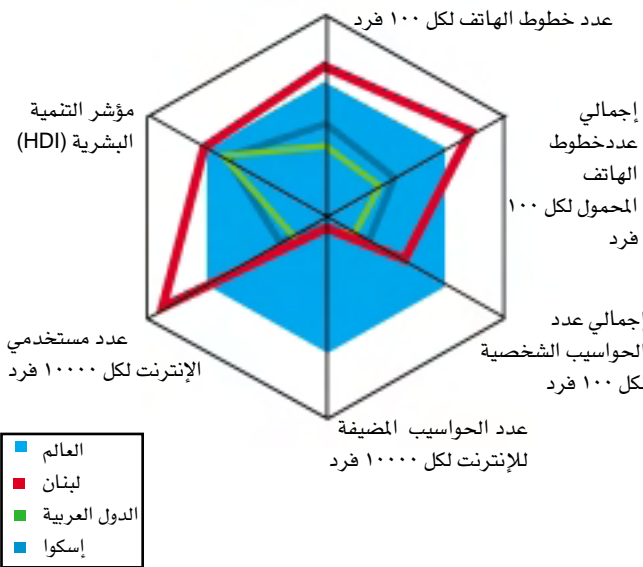 عدد خطوط الهاتف لكل ١٠٠ فرد
إجمالي
عددخطوط
الهاتف
المحمول لكل ١٠٠
فرد
إجمالي عدد
الحواسيب الشخصية
لكل ١٠٠ فرد
عدد الحواسيب المضيفة
للإنترنت لكل ١٠٠٠٠ فرد
عدد مستخدمي
الإنترنت لكل ١٠٠٠٠ فرد
مؤشر التنمية
البشرية (HDI)
العالم
لبنان
الدول العربية
إسكوا